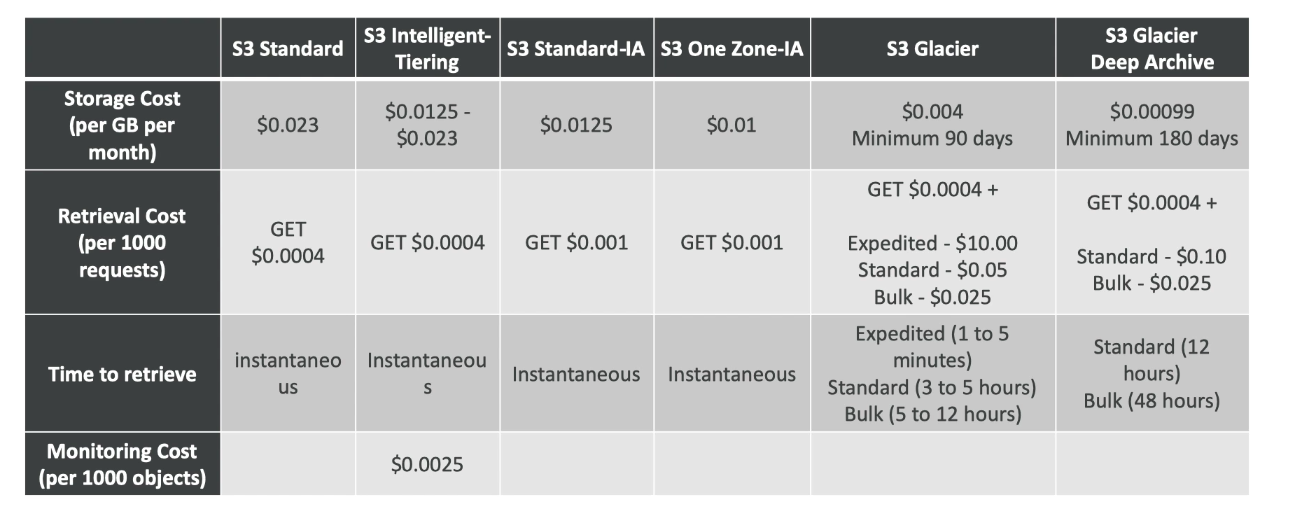 S3 Standard
S3 Intelligent-
Tiering
S3 Standard-IA
S3 One Zone-IA
S3 Glacier
S3 Glacier
Deep Archive
Storage Cost
(per GB per
month)
$0.023
$0.0125 -
$0.023
$0.0125
$0.01
$0.004
Minimum 90 days
$0.00099
Minimum 180 days
Retrieval Cost
(per 1000
requests)
GET
$0.0004
GET $0.0004
GET $0.001
GET $0.001
GET $0.0004 +
Expedited - $10.00
Standard - $0.05
Bulk - $0.025
GET $0.0004 +
Standard - $0.10
Bulk - $0.025
Time to retrieve
instantaneo
us
Instantaneou
s
Instantaneous
Instantaneous
Expedited (1 to 5
minutes)
Standard (3 to 5 hours)
Bulk (5 to 12 hours)
Standard (12
hours)
Bulk (48 hours)
Monitoring Cost
(per 1000 objects)
$0.0025